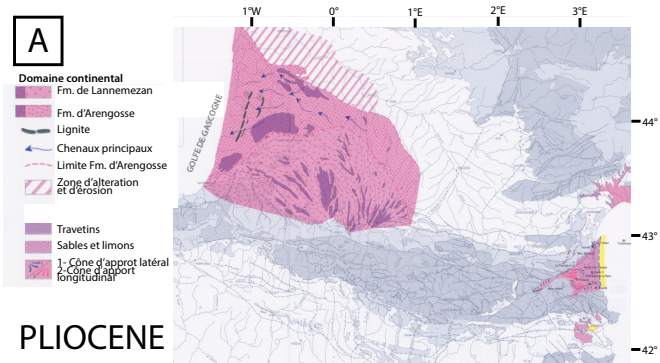 A
1°W
0°
1°E
2°E
3°E
Domaine continental
Fm. de Lannemezan
Fm. d'Arengosse
Lignite
Chenaux principaux
Limite Fm. d'Arengosse
Zone d'alteration
et d'érosion
Travetins
Sables et limons
1- Cône d'approt latéral
2-Cône d'apport
longitudinal
PLIOCENE
GOLFE DE GASCOGNE
44°
43°
42°